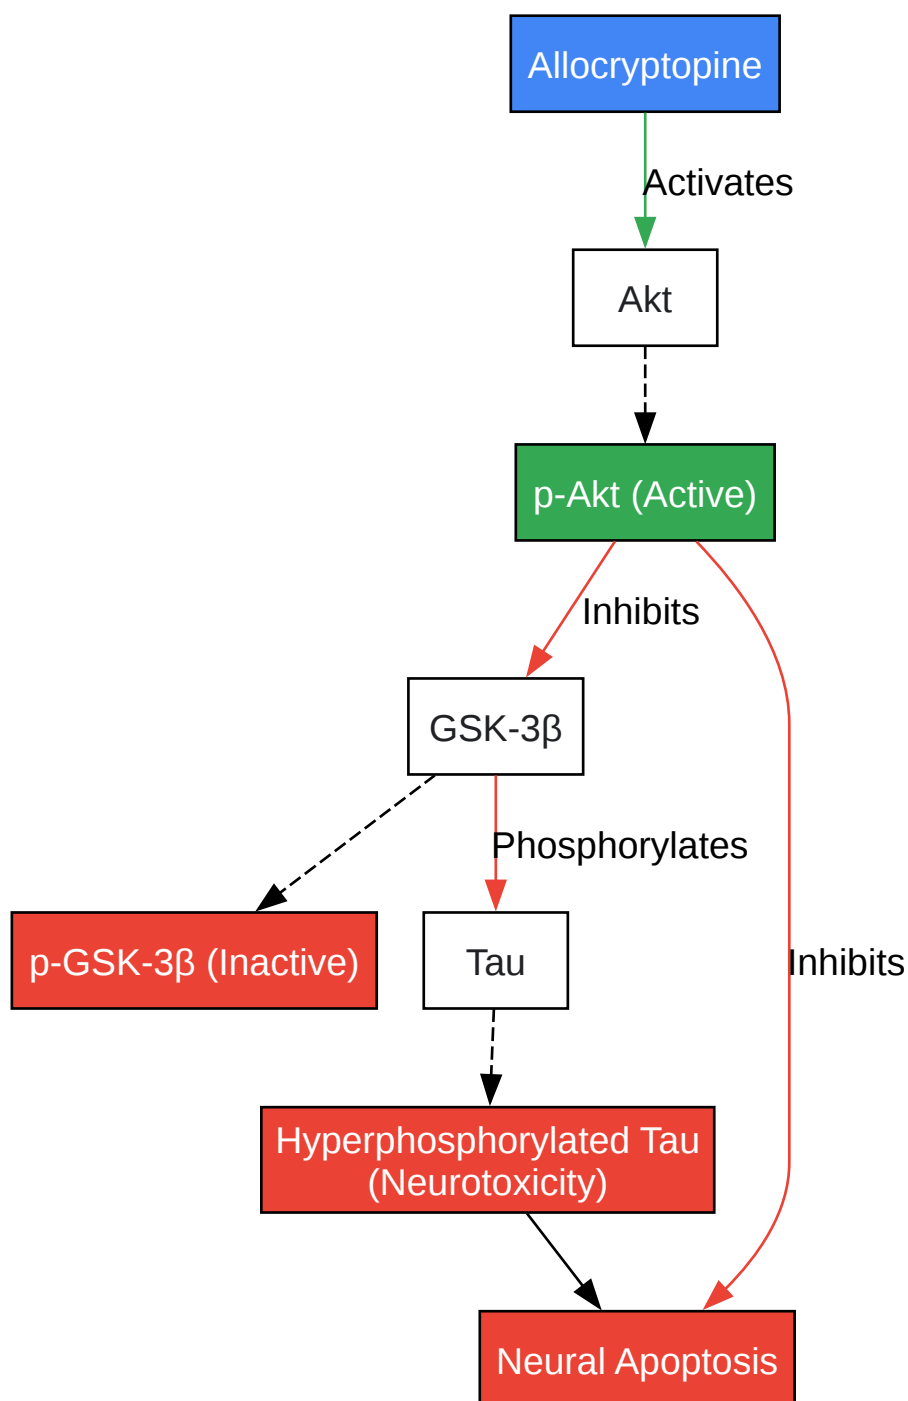 Allocryptopine
Activates
Akt
p-Akt (Active)
Inhibits
GSK-3β
Phosphorylates
p-GSK-3β (Inactive)
Tau
Inhibits
Hyperphosphorylated Tau
(Neurotoxicity)
Neural Apoptosis